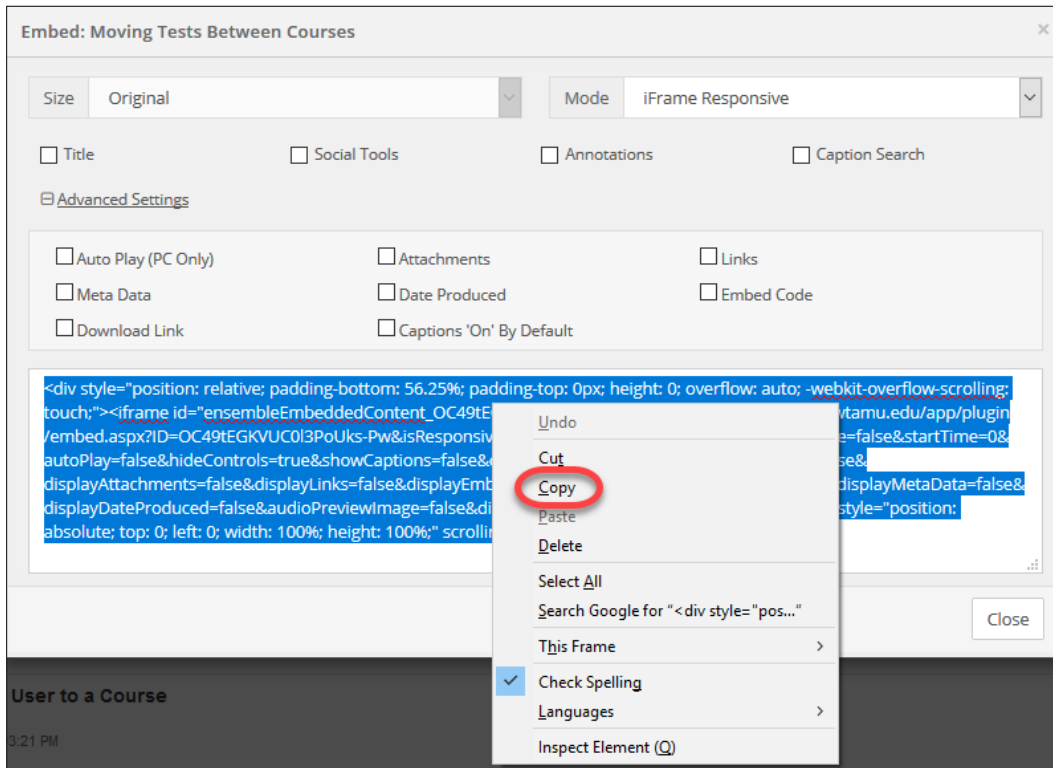 Embed: Moving Tests Between Courses ×
Size Original Mode iFrame Responsive
Title Social Tools Annotations Caption Search
Advanced Settings
Auto Play (PC Only) Attachments Links
Meta Data Date Produced Embed Code
Download Link Captions 'On' By Default
<div style="position: relative; padding-bottom: 56.25%; padding-top: 0px; height: 0; overflow: auto; -webkit-overflow-scrolling:
touch;"><iframe id="ensembleEmbeddedContent_OC49tE vtamu.edu/app/plugin
/embed.aspx?ID=OC49tEGKVUC0l3PoUks-Pw&isResponsiv e=false&startTime=0&
autoPlay=false&hideControls=true&showCaptions=false& se&
displayAttachments=false&displayLinks=false&displayEmb displayMetaData=false&
displayDateProduced=false&audioPreviewImage=false&di style="position:
absolute; top: 0; left: 0; width: 100%; height: 100%;" scrollin
Undo
Cut
Copy
Paste
Delete
Select All
Search Google for “<div style="pos...“
This Frame
Check Spelling
Languages
Inspect Element (Q)
Close
User to a Course
3:21 PM